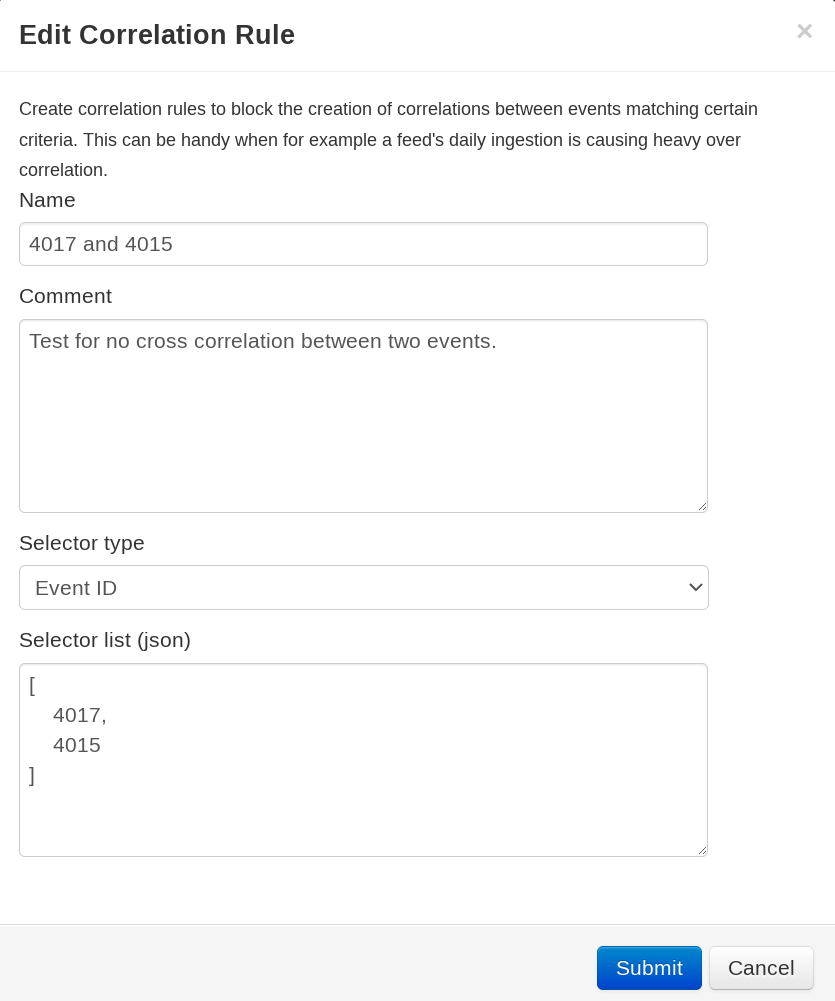 Edit Correlation Rule
×
Create correlation rules to block the creation of correlations between events matching certain
criteria. This can be handy when for example a feed's daily ingestion is causing heavy over
correlation.
Name
4017 and 4015
Comment
Test for no cross correlation between two events.
Selector type
Event ID
Selector list (json)
[
4017,
4015
]
Submit Cancel